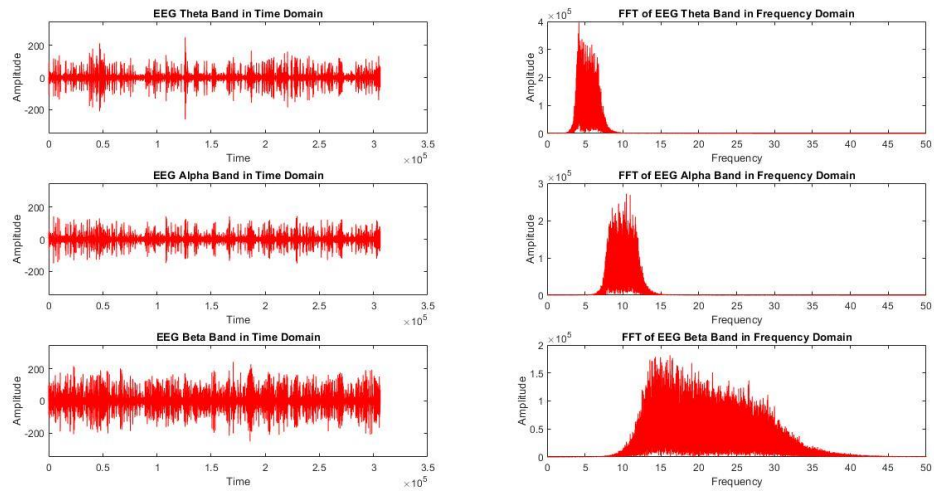 EEG Theta Band in Time Domain
Amplitude
200
0
-200
0 0.5 1 1.5 2 2.5 3 3.5
Time
×10^5
FFT of EEG Theta Band in Frequency Domain
×10^5
Amplitude
4
3
2
1
0
0 5 10 15 20 25 30 35 40 45 50
Frequency
EEG Alpha Band in Time Domain
Amplitude
200
0
-200
0 0.5 1 1.5 2 2.5 3 3.5
Time
×10^5
FFT of EEG Alpha Band in Frequency Domain
×10^5
Amplitude
3
2
1
0
0 5 10 15 20 25 30 35 40 45 50
Frequency
EEG Beta Band in Time Domain
Amplitude
200
0
-200
0 0.5 1 1.5 2 2.5 3 3.5
Time
×10^5
FFT of EEG Beta Band in Frequency Domain
×10^5
Amplitude
2
1.5
1
0.5
0
0 5 10 15 20 25 30 35 40 45 50
Frequency